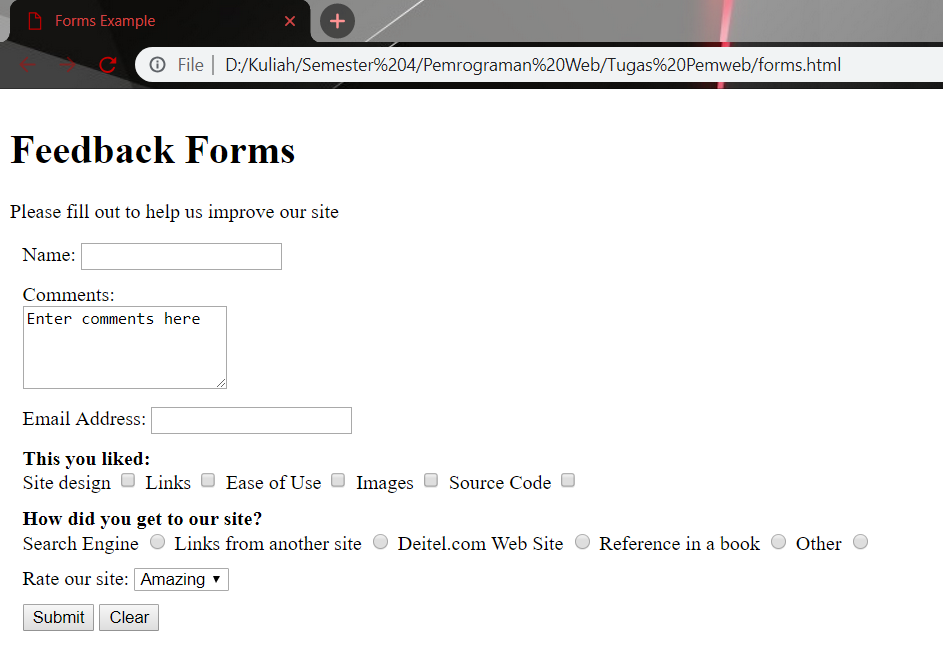 Forms Example
File | D:/Kuliah/Semester%204/Pemrograman%20Web/Tugas%20Pemweb/forms.html
Feedback Forms
Please fill out to help us improve our site
Name:
Comments:
Enter comments here
Email Address:
This you liked:
Site design Links Ease of Use Images Source Code
How did you get to our site?
Search Engine Links from another site Deitel.com Web Site Reference in a book Other
Rate our site: Amazing
Submit Clear